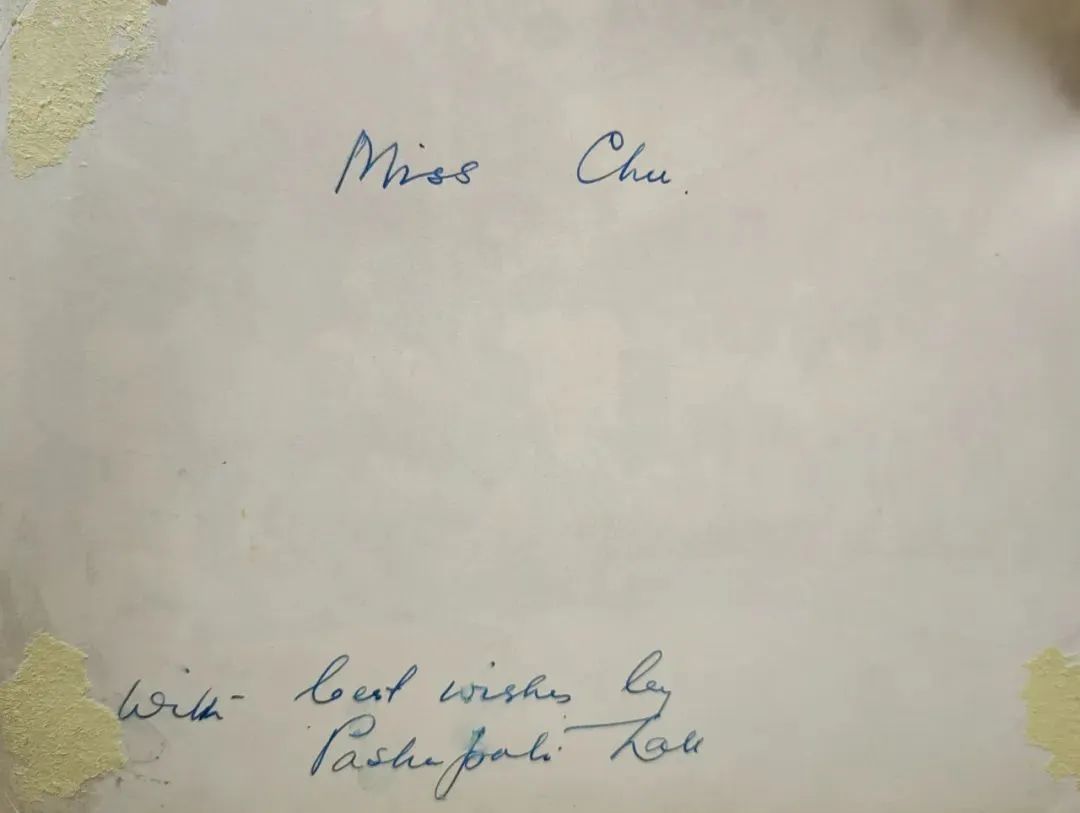 Miss Chu.
With best wishes by
Pashupati Lall